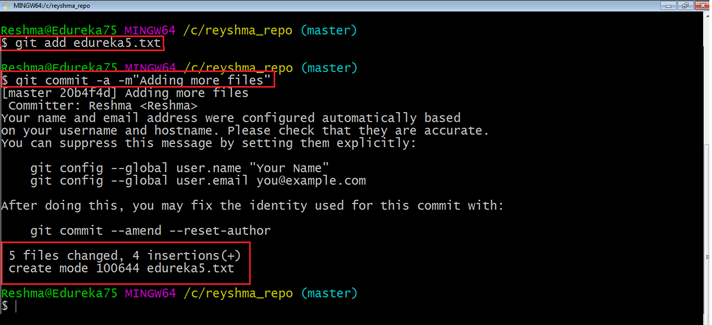 MINGW64:/c/reyshma_repo
Reshma@Edureka75 MINGW64 /c/reyshma_repo (master)
$ git add edureka5.txt
Reshma@Edureka75 MINGW64 /c/reyshma_repo (master)
$ git commit -a -m"Adding more files"
[master 20b4f4d] Adding more files
Committer: Reshma <Reshma>
Your name and email address were configured automatically based
on your username and hostname. Please check that they are accurate.
You can suppress this message by setting them explicitly:
git config --global user.name "Your Name"
git config --global user.email you@example.com
After doing this, you may fix the identity used for this commit with:
git commit --amend --reset-author
5 files changed, 4 insertions(+)
create mode 100644 edureka5.txt
Reshma@Edureka75 MINGW64 /c/reyshma_repo (master)
$